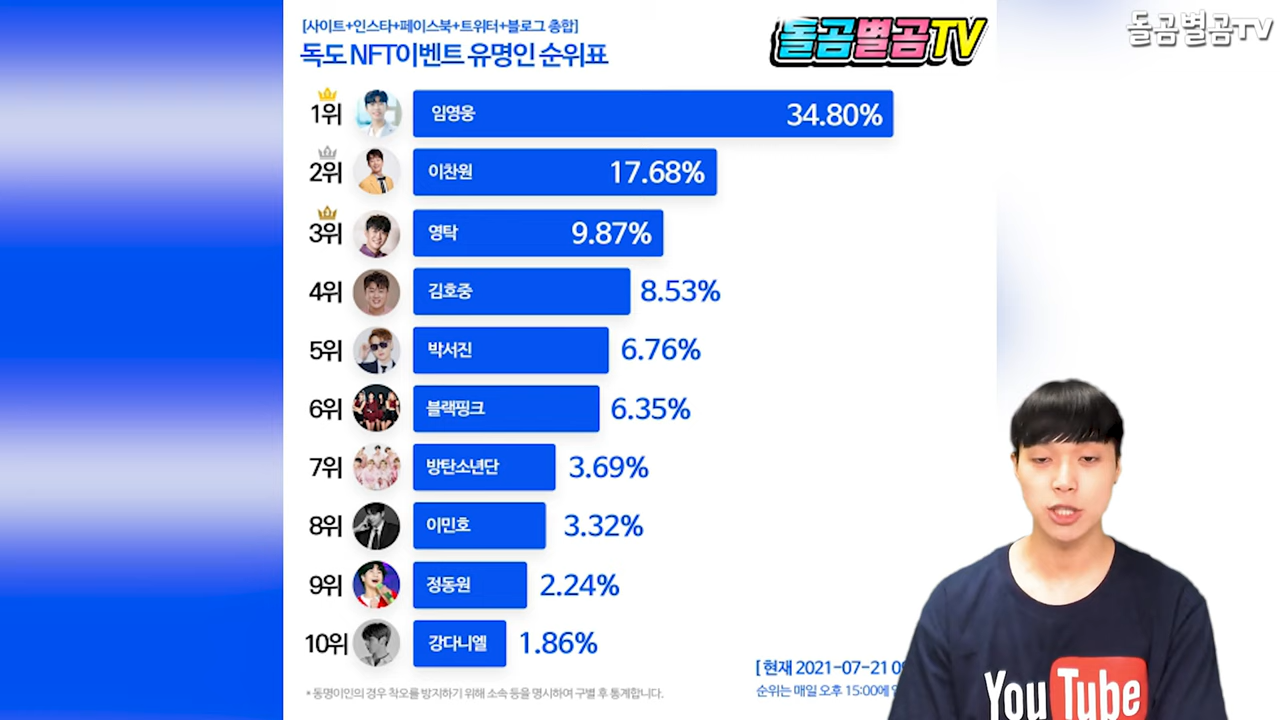 [사이트+인스타+페이스북+트위터+블로그 종합]
독도 NFT이벤트 유명인 순위표
돌곰별곰TV
돌곰별곰TV
1위 임영웅 34.80%
2위 이찬원 17.68%
3위 영탁 9.87%
4위 김호중 8.53%
5위 박서진 6.76%
6위 블랙핑크 6.35%
7위 방탄소년단 3.69%
8위 이민호 3.32%
9위 정동원 2.24%
10위 강다니엘 1.86%
[ 현재 2021-07-21
순위는 매일 오후 15:00에
* 동명이인의 경우 착오를 방지하기 위해 소속 등을 명시하여 구별 후 통계합니다.
You Tube